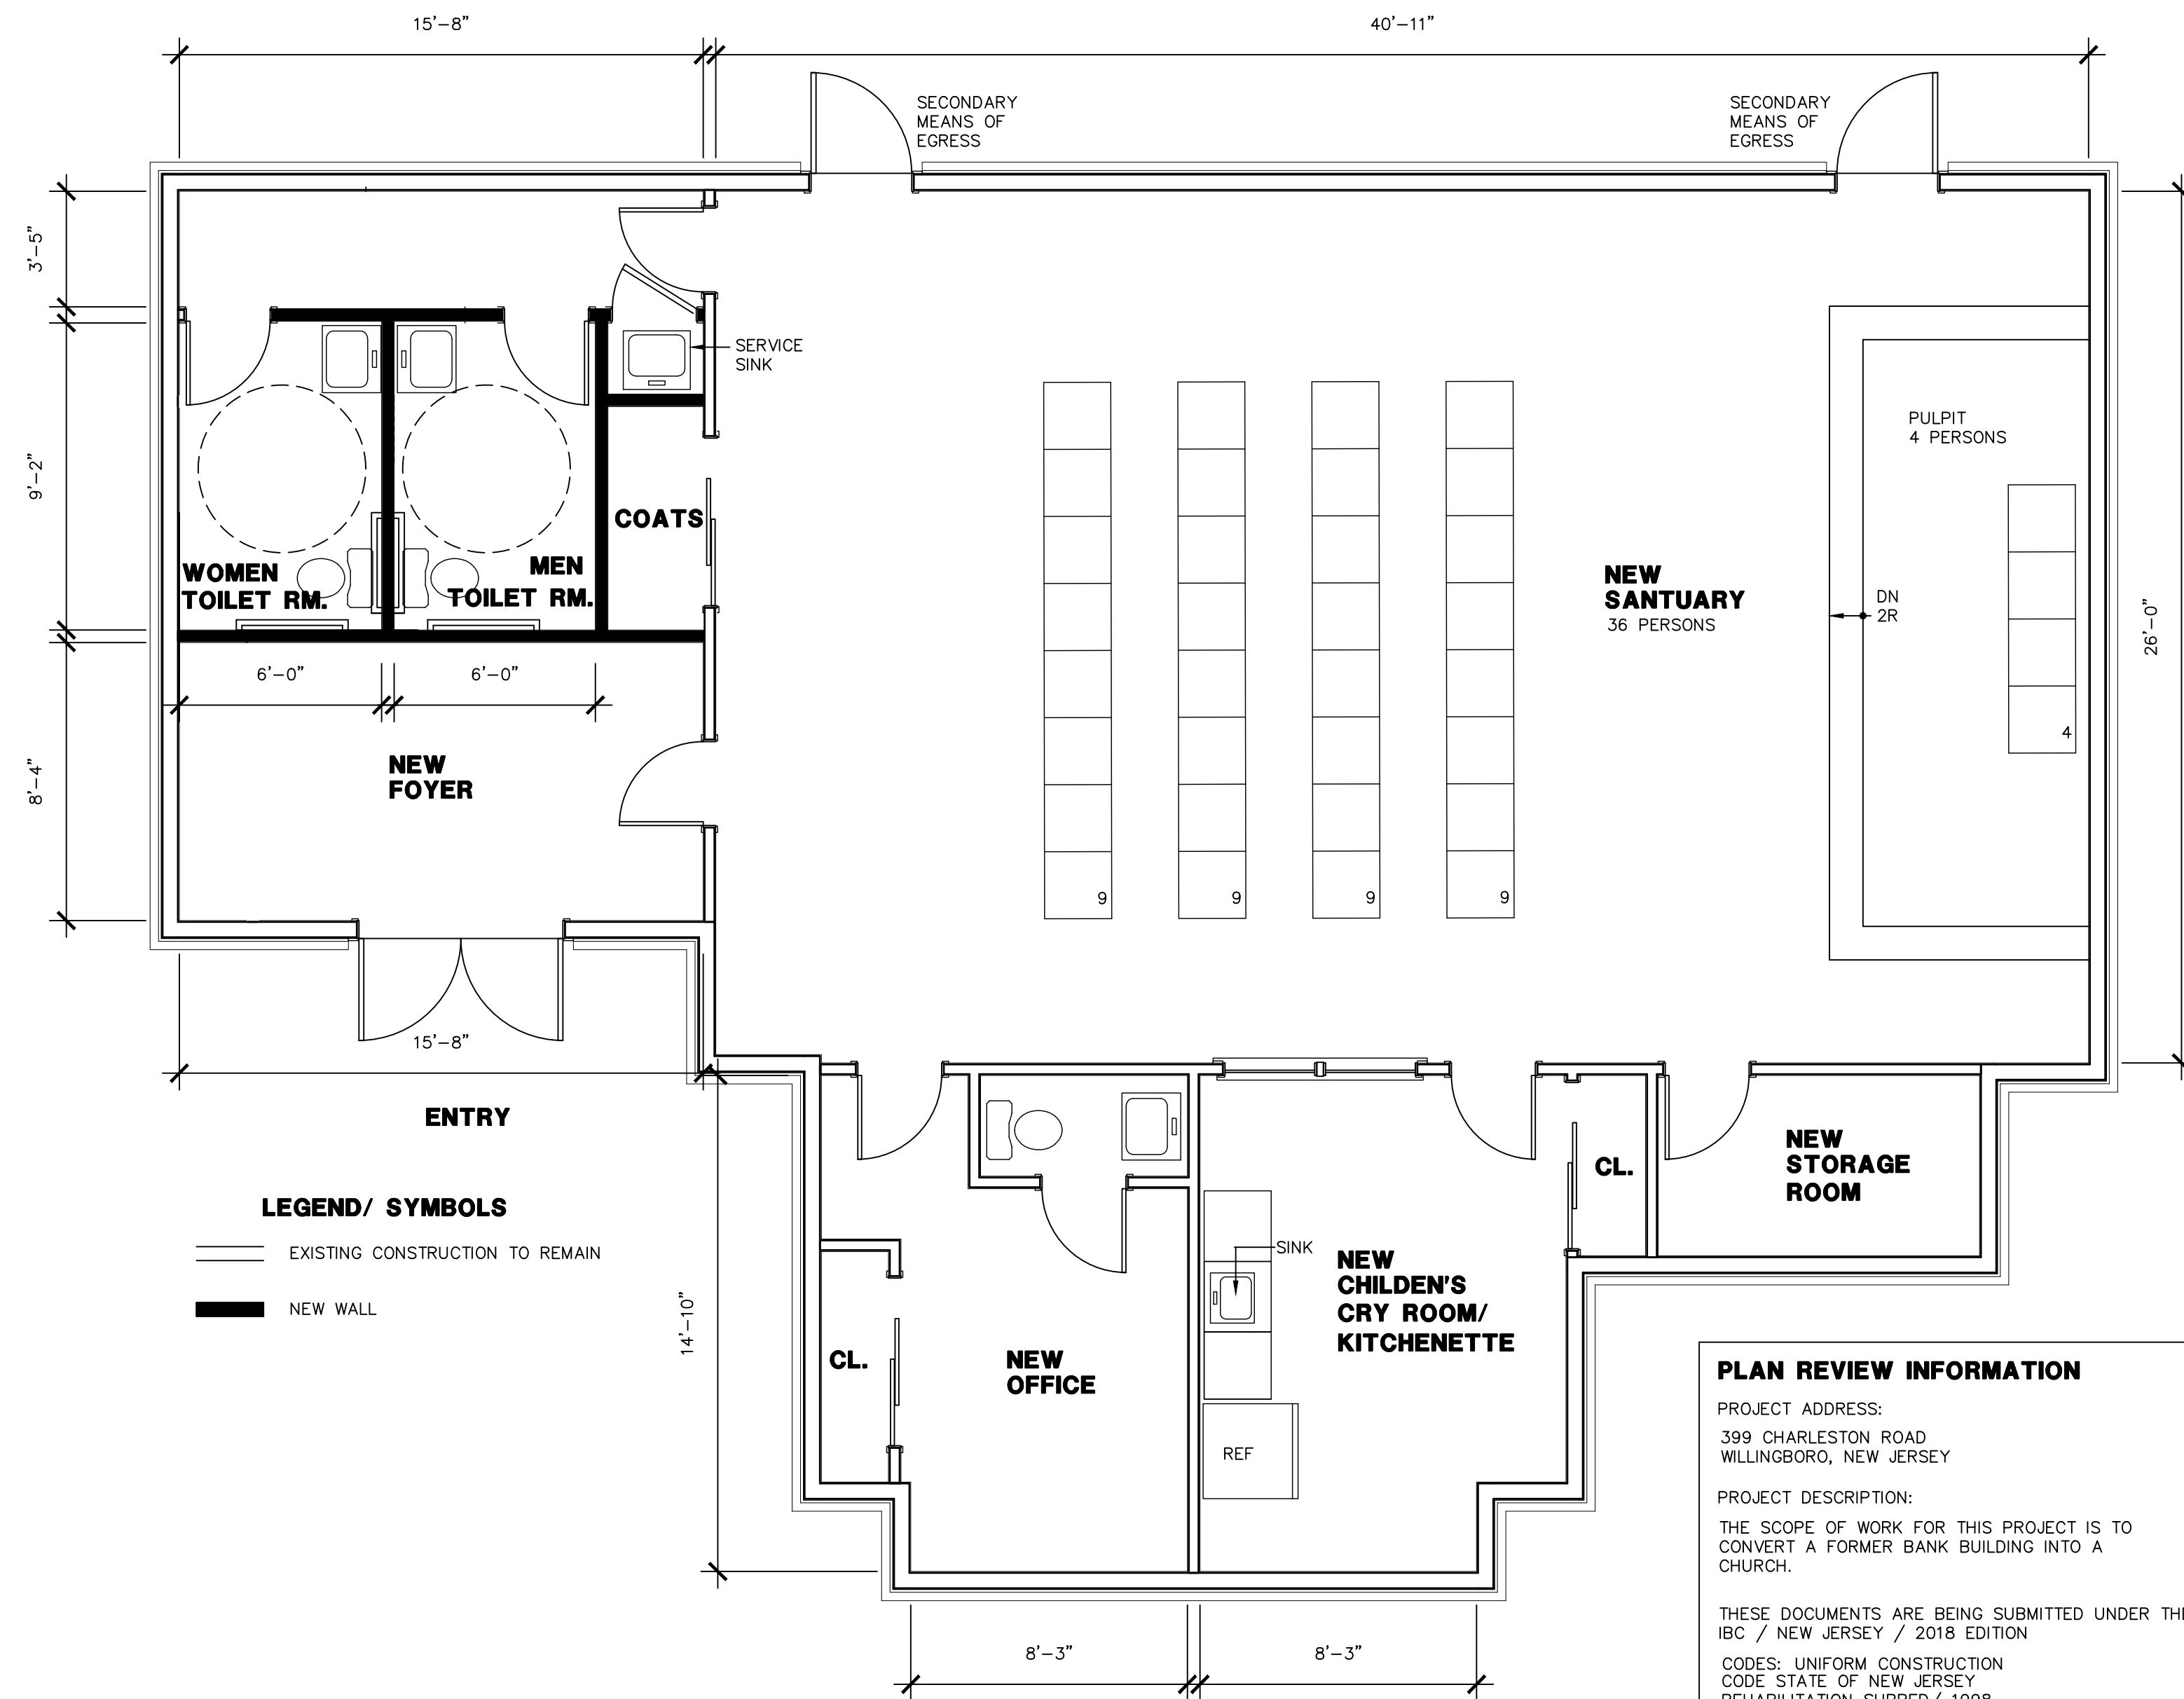 15'-8"
40'-11"
SECONDARY
MEANS OF
EGRESS
SECONDARY
MEANS OF
EGRESS
3'-5"
SERVICE
SINK
9'-2"
COATS
WOMEN
TOILET RM.
MEN
TOILET RM.
PULPIT
4 PERSONS
NEW
SANTUARY
36 PERSONS
DN
2R
26'-0"
4
6'-0"
6'-0"
NEW
FOYER
8'-4"
9
9
9
9
15'-8"
ENTRY
LEGEND/ SYMBOLS
EXISTING CONSTRUCTION TO REMAIN
NEW WALL
14'-10"
CL.
NEW
OFFICE
SINK
NEW
CHILDEN'S
CRY ROOM/
KITCHENETTE
REF
CL.
NEW
STORAGE
ROOM
8'-3"
8'-3"
PLAN REVIEW INFORMATION
PROJECT ADDRESS:
399 CHARLESTON ROAD
WILLINGBORO, NEW JERSEY
PROJECT DESCRIPTION:
THE SCOPE OF WORK FOR THIS PROJECT IS TO
CONVERT A FORMER BANK BUILDING INTO A
CHURCH.
THESE DOCUMENTS ARE BEING SUBMITTED UNDER
IBC / NEW JERSEY / 2018 EDITION
CODES: UNIFORM CONSTRUCTION
CODE STATE OF NEW JERSEY